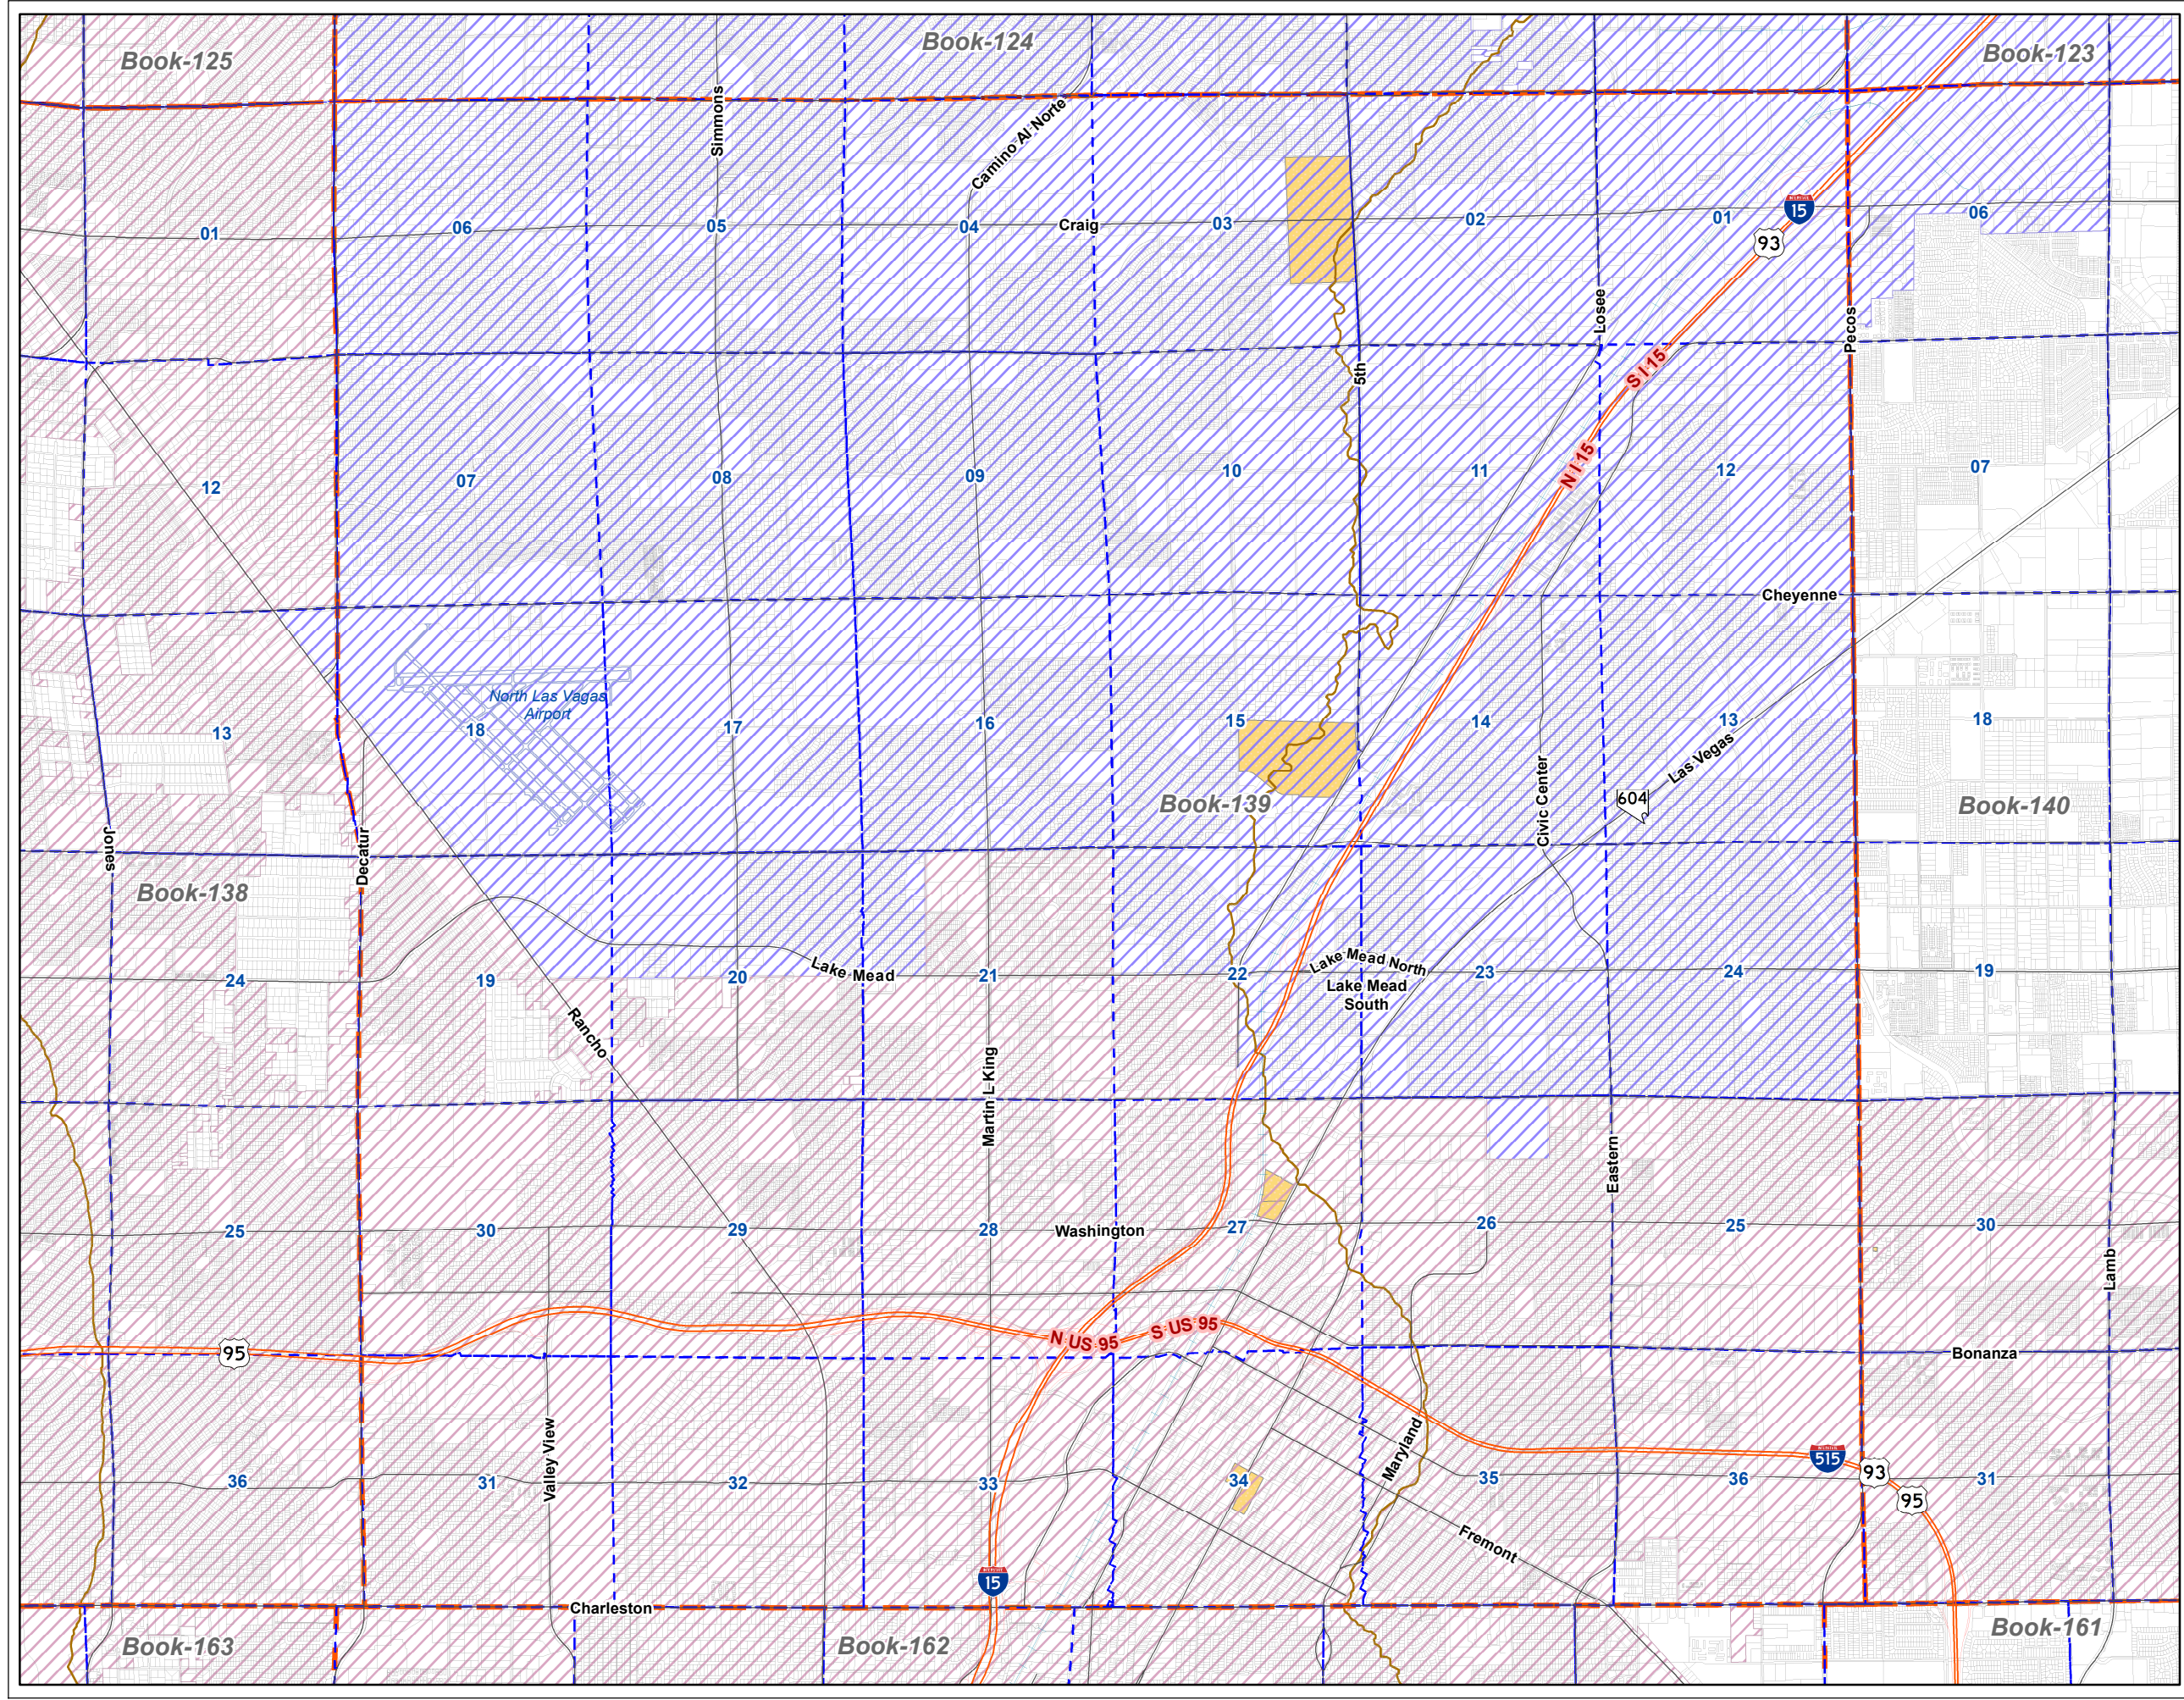 Book-125
Book-124
Book-123
Simmons
Camino Al Norte
15
01
06
05
04
Craig
03
02
01
06
93
Losee
Pecos
S I 15
5th
N I 15
12
07
08
09
10
11
12
07
Cheyenne
North Las Vagas
Airport
13
18
17
16
15
14
13
18
Las Vegas
604
Civic Center
Book-139
Book-140
Jones
Decatur
Book-138
Lake Mead
Lake Mead North
Lake Mead
South
24
19
20
21
22
23
24
19
Rancho
Martin L King
Eastern
25
30
29
28
Washington
27
26
25
30
Lamb
95
N US 95
S US 95
Bonanza
Valley View
Maryland
515
93
95
36
31
32
33
34
35
36
31
Fremont
15
Charleston
Book-163
Book-162
Book-161